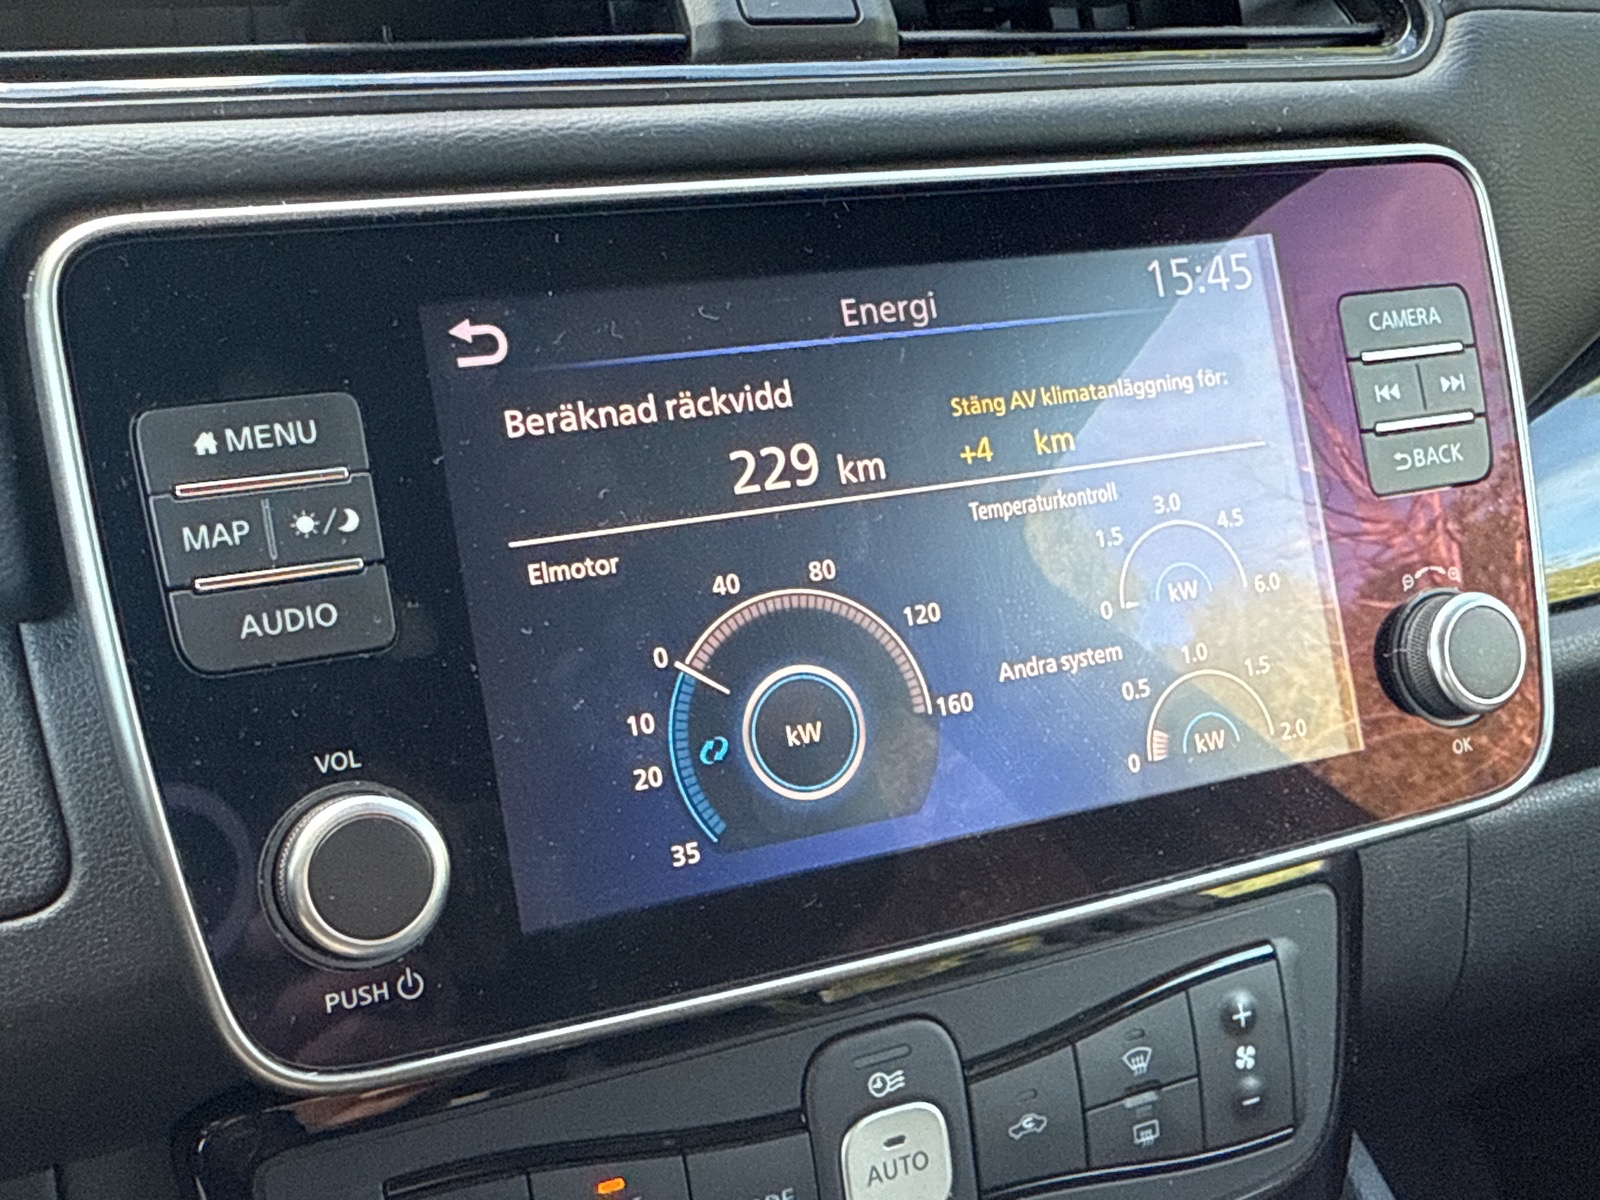 Energi
15:45
Beräknad räckvidd
229 km
Stäng AV klimatanläggning för:
+4 km
Elmotor
0
10
20
35
40
80
120
160
kW
Temperaturkontroll
0
1.5
3.0
4.5
6.0
kW
Andra system
0
0.5
1.0
1.5
2.0
kW
MENU
MAP
AUDIO
VOL
PUSH
CAMERA
BACK
OK
AUTO